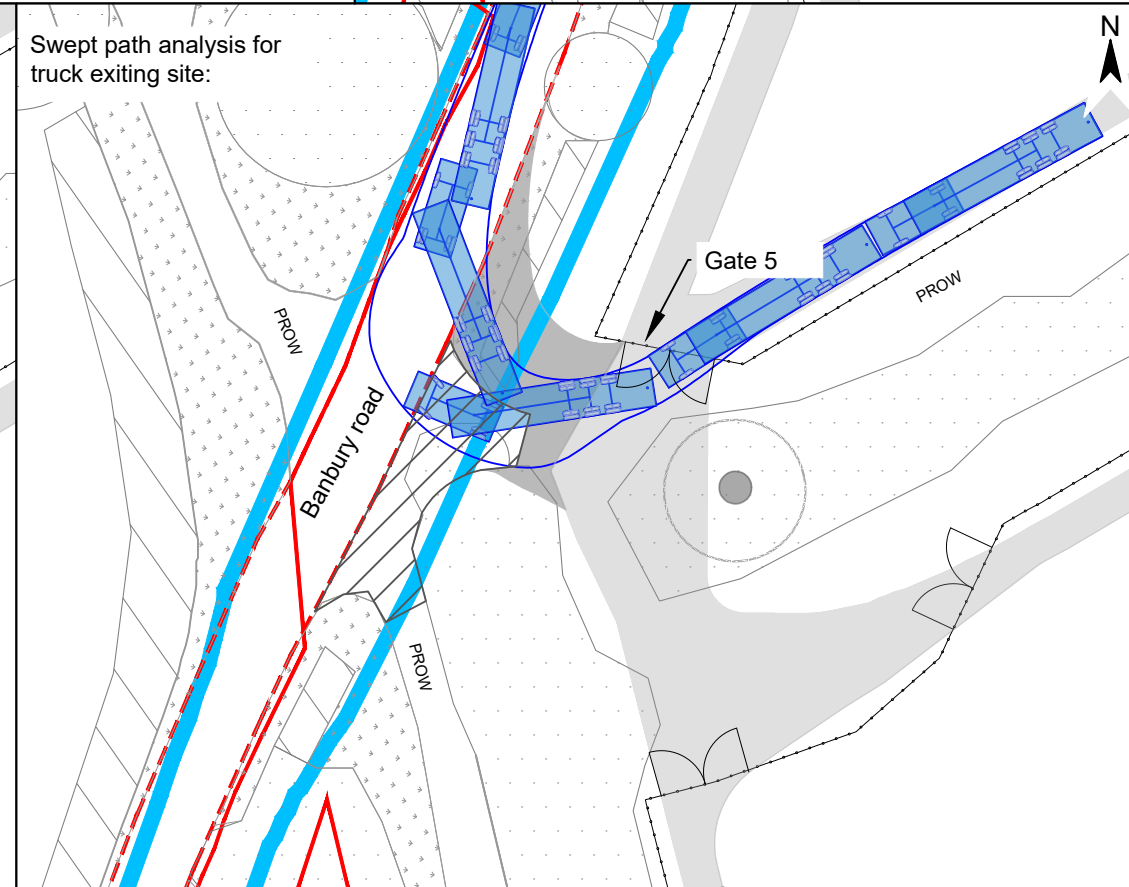 Swept path analysis for
truck exiting site:
N
Gate 5
PROW
PROW
Banbury road
PROW